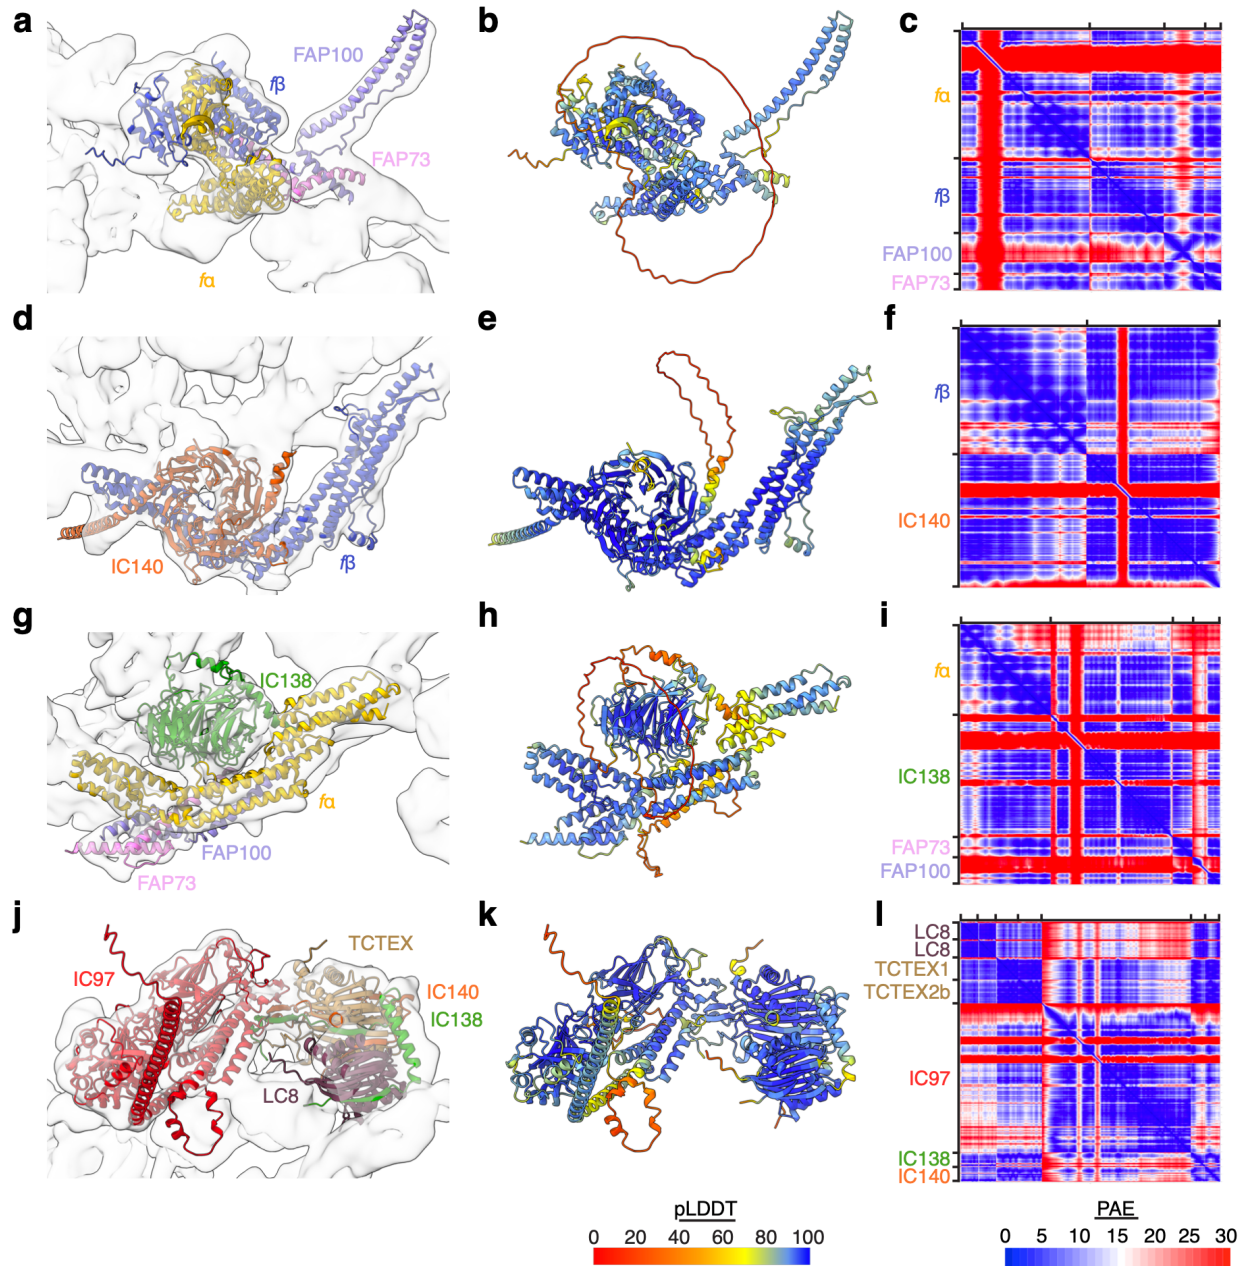 a
FAP100
fβ
FAP73
fα
b
c
fα
fβ
FAP100
FAP73
d
IC140
fβ
e
f
fβ
IC140
g
IC138
fα
FAP100
FAP73
h
i
fα
IC138
FAP73
FAP100
j
TCTEX
IC97
IC140
IC138
LC8
k
l
LC8
LC8
TCTEX1
TCTEX2b
IC97
IC138
IC140
pLDDT
0 20 40 60 80 100
PAE
0 5 10 15 20 25 30